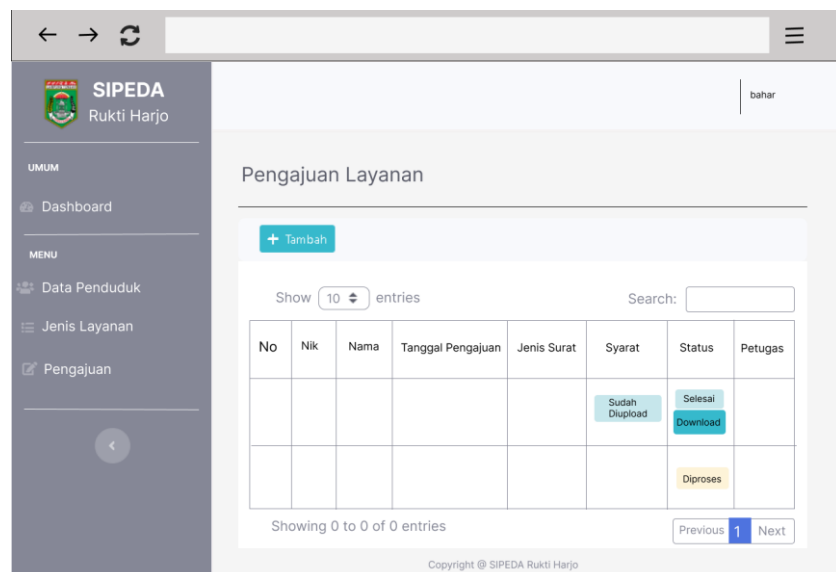 SIPEDA
Rukti Harjo
bahar
UMUM
Dashboard
MENU
Data Penduduk
Jenis Layanan
Pengajuan
Pengajuan Layanan
Tambah
Show 10 entries
Search:
No Nik Nama Tanggal Pengajuan Jenis Surat Syarat Status Petugas
Sudah
Diupload
Selesai
Download
Diproses
Showing 0 to 0 of 0 entries
Previous 1 Next
Copyright @ SIPEDA Rukti Harjo